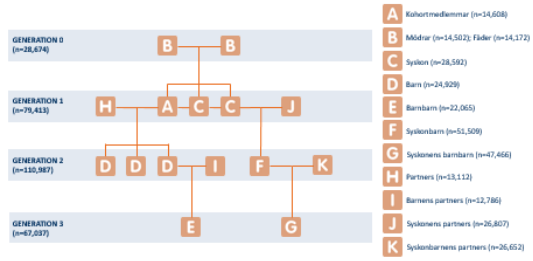 GENERATION 0
(n=28,674)
B B
GENERATION 1
(n=79,413)
H A C C J
GENERATION 2
(n=110,987)
D D D I F K
GENERATION 3
(n=67,037)
E G
A Kohortmedlemmar (n=14,608)
B Mödrar (n=14,502); Fäder (n=14,172)
C Syskon (n=28,592)
D Barn (n=24,929)
E Barnbarn (n=22,065)
F Syskonbarn (n=51,509)
G Syskonens barnbarn (n=47,466)
H Partners (n=13,112)
I Barnens partners (n=12,786)
J Syskonens partners (n=26,807)
K Syskonbarnens partners (n=26,652)